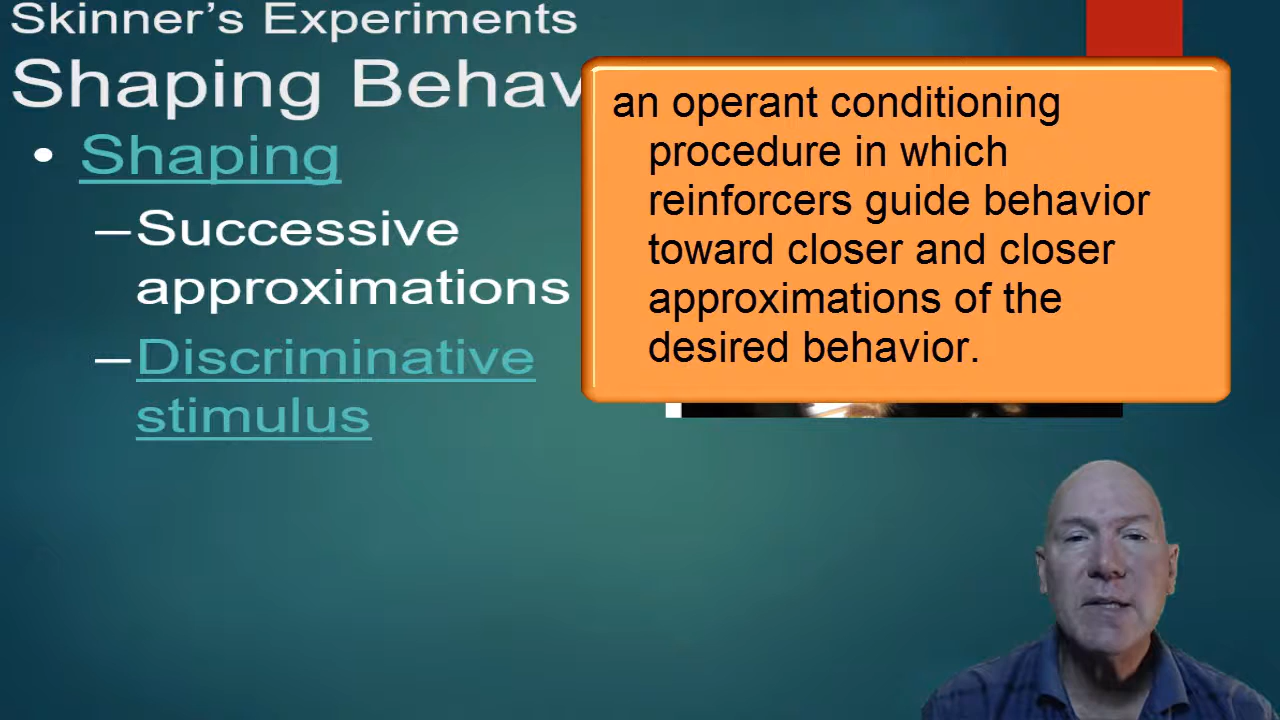 Skinner's Experiments
Shaping Behav
• Shaping
–Successive
approximations
–Discriminative
stimulus
an operant conditioning
procedure in which
reinforcers guide behavior
toward closer and closer
approximations of the
desired behavior.